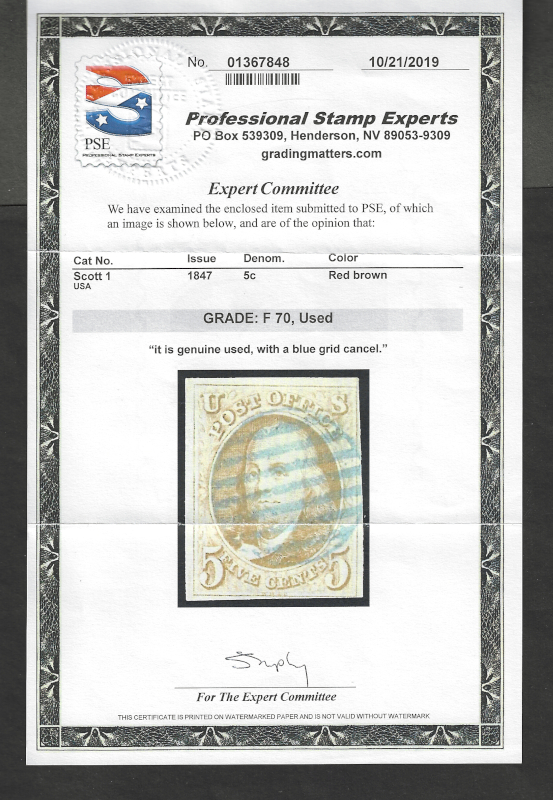 No. 01367848 10/21/2019
PSE
PROFESSIONAL STAMP EXPERTS
Professional Stamp Experts
PO Box 539309, Henderson, NV 89053-9309
gradingmatters.com
Expert Committee
We have examined the enclosed item submitted to PSE, of which
an image is shown below, and are of the opinion that:
Cat No. Issue Denom. Color
Scott 1 1847 5c Red brown
USA
GRADE: F 70, Used
“it is genuine used, with a blue grid cancel.”
U S
POST OFFICE
5 FIVE CENTS 5
For The Expert Committee
THIS CERTIFICATE IS PRINTED ON WATERMARKED PAPER AND IS NOT VALID WITHOUT WATERMARK